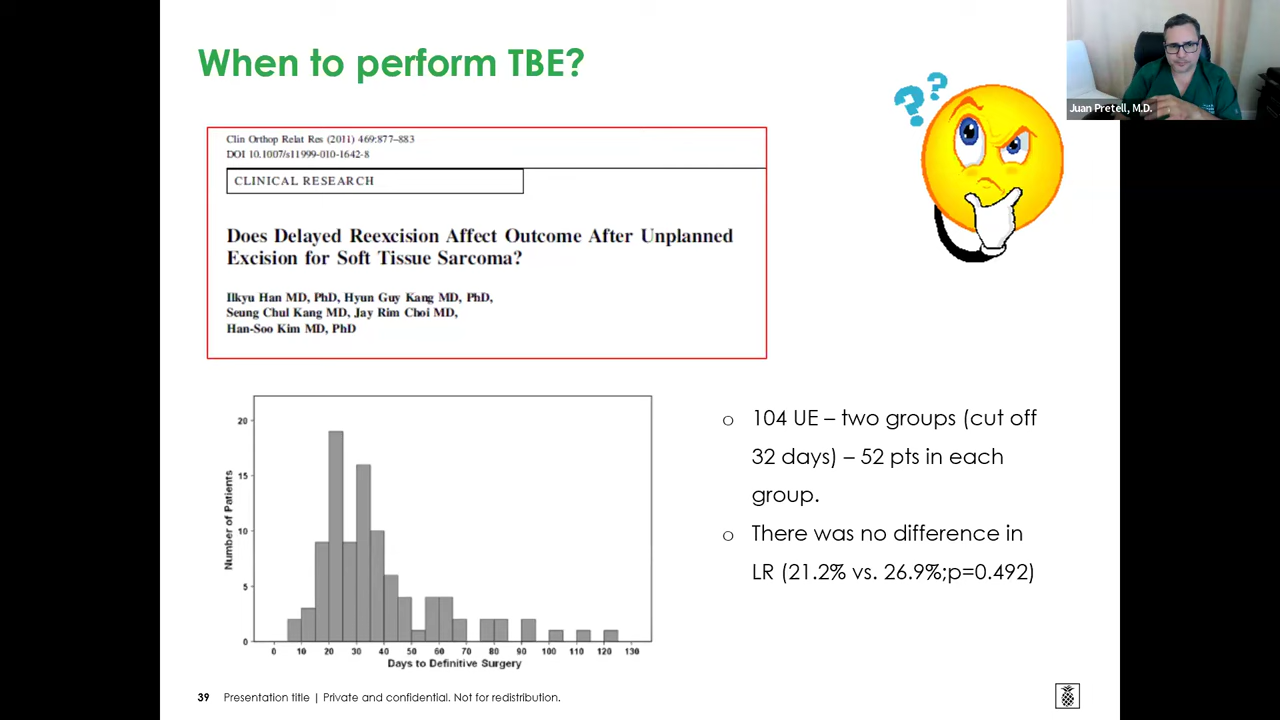 When to perform TBE?
Juan Pretell, M.D.
? ?
Clin Orthop Relat Res (2011) 469:877–883
DOI 10.1007/s11999-010-1642-8
CLINICAL RESEARCH
Does Delayed Reexcision Affect Outcome After Unplanned
Excision for Soft Tissue Sarcoma?
Ilkyu Han MD, PhD, Hyun Guy Kang MD, PhD,
Seung Chul Kang MD, Jay Rim Choi MD,
Han-Soo Kim MD, PhD
20
15
10
5
0
Number of Patients
0 10 20 30 40 50 60 70 80 90 100 110 120 130
Days to Definitive Surgery
o 104 UE – two groups (cut off
32 days) – 52 pts in each
group.
o There was no difference in
LR (21.2% vs. 26.9%;p=0.492)
39 Presentation title | Private and confidential. Not for redistribution.